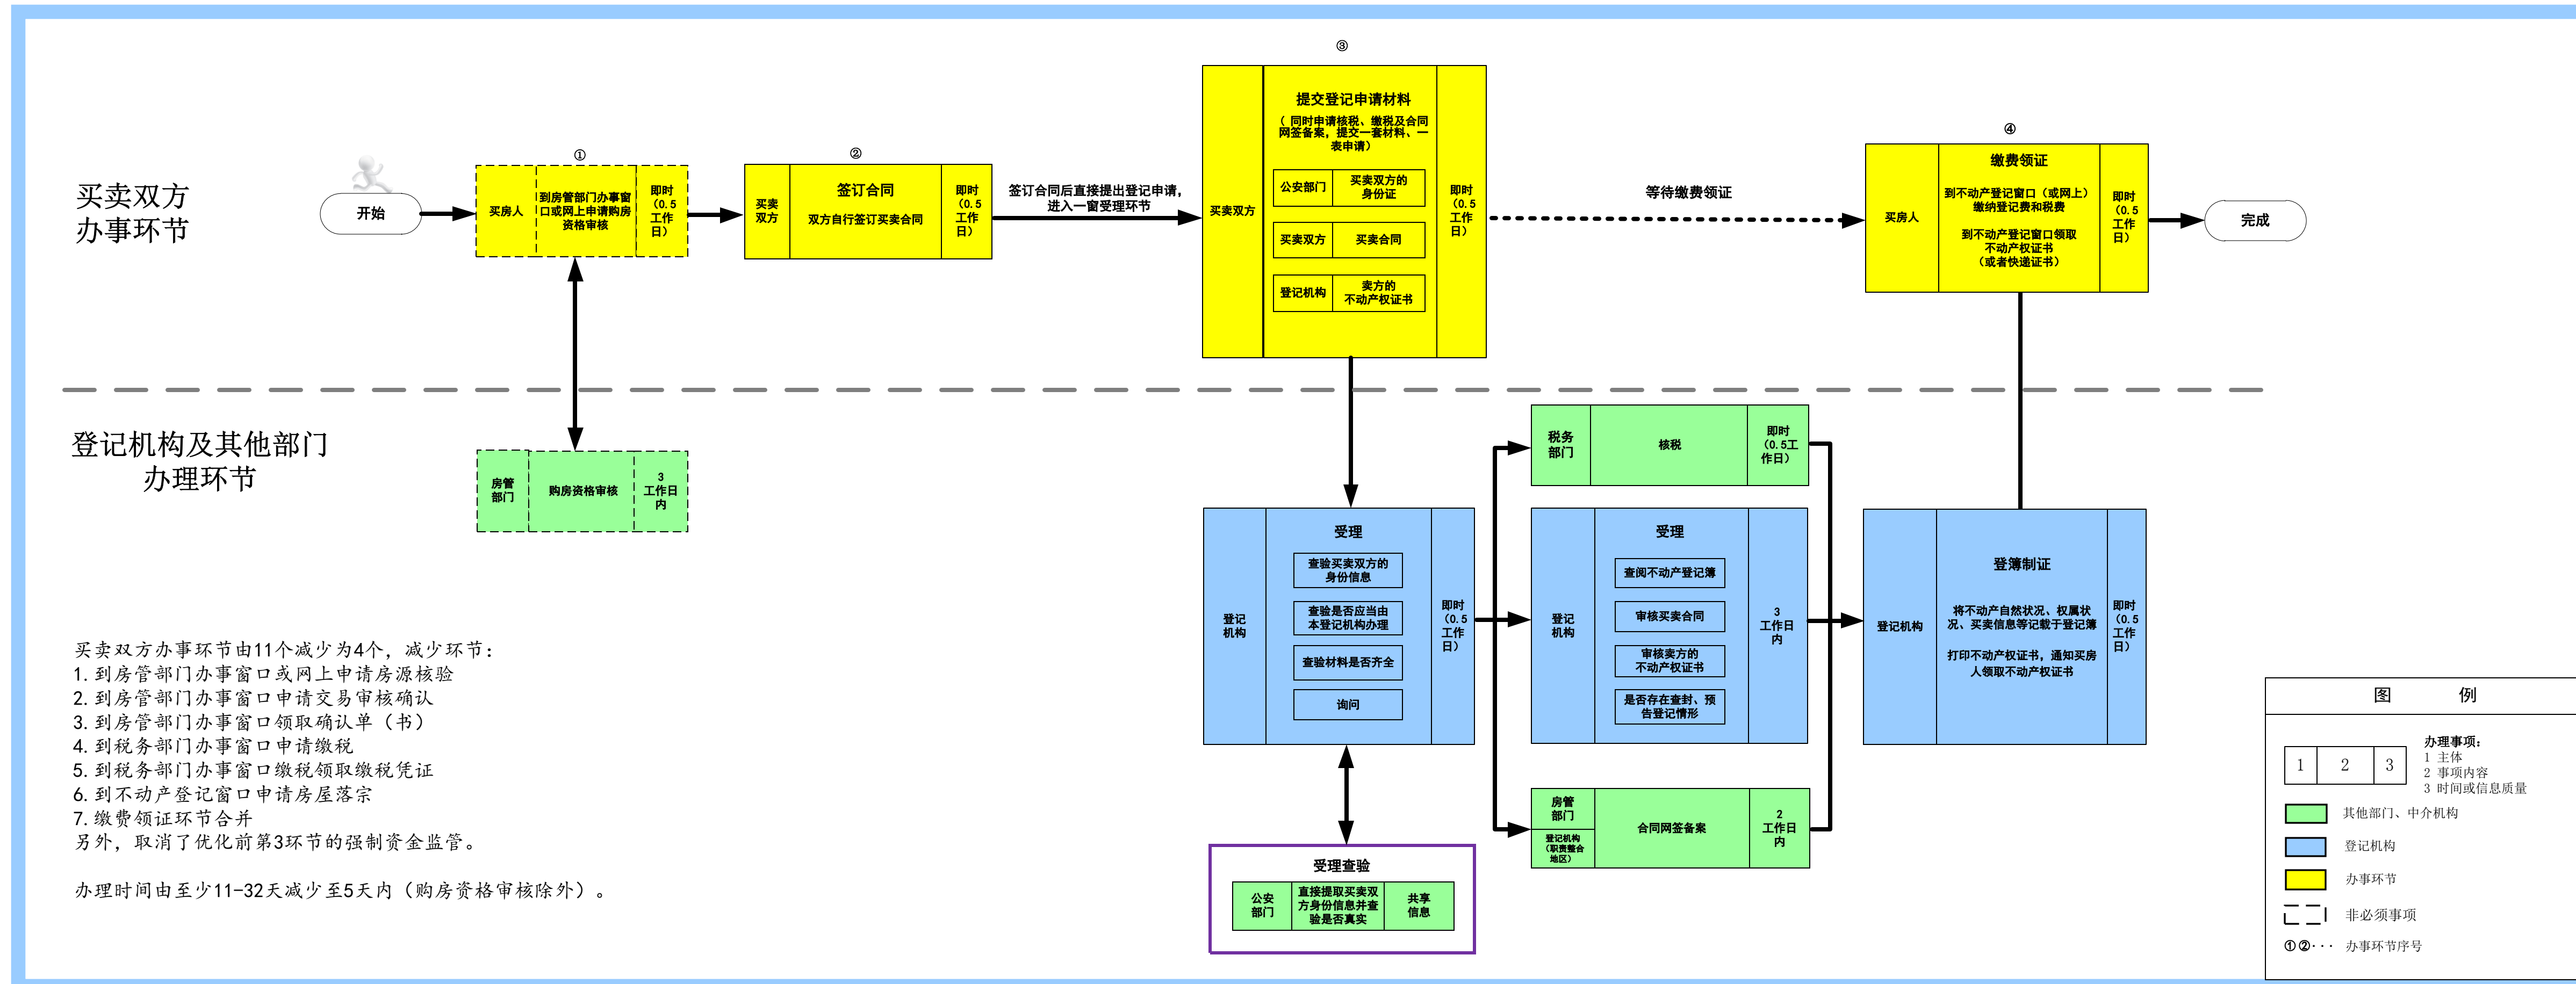 买卖双方
办事环节
开始
①
买房人
到房管部门办事窗
口或网上申请购房
资格审核
即时
（0.5
工作
日）
②
买卖
双方
签订合同
双方自行签订买卖合同
即时
（0.5
工作
日）
签订合同后直接提出登记申请，
进入一窗受理环节
③
买卖双方
提交登记申请材料
（ 同时申请核税、缴税及合同
网签备案，提交一套材料、一
表申请）
公安部门
买卖双方的
身份证
买卖双方
买卖合同
登记机构
卖方的
不动产权证书
即时
（0.5
工作
日）
等待缴费领证
④
买房人
缴费领证
到不动产登记窗口（或网上）
缴纳登记费和税费
到不动产登记窗口领取
不动产权证书
（或者快递证书）
即时
（0.5
工作
日）
完成
登记机构及其他部门
办理环节
房管
部门
购房资格审核
3
工作日
内
登记
机构
受理
查验买卖双方的
身份信息
查验是否应当由
本登记机构办理
查验材料是否齐全
询问
即时
（0.5
工作
日）
受理查验
公安
部门
直接提取买卖双
方身份信息并查
验是否真实
共享
信息
税务
部门
核税
即时
（0.5工
作日）
登记
机构
受理
查阅不动产登记簿
审核买卖合同
审核卖方的
不动产权证书
是否存在查封、预
告登记情形
3
工作日
内
房管
部门
登记机构
（职责整合
地区）
合同网签备案
2
工作日
内
登记机构
登簿制证
将不动产自然状况、权属状
况、买卖信息等记载于登记簿
打印不动产权证书，通知买房
人领取不动产权证书
即时
（0.5
工作
日）
买卖双方办事环节由11个减少为4个，减少环节：
1.到房管部门办事窗口或网上申请房源核验
2.到房管部门办事窗口申请交易审核确认
3.到房管部门办事窗口领取确认单（书）
4.到税务部门办事窗口申请缴税
5.到税务部门办事窗口缴税领取缴税凭证
6.到不动产登记窗口申请房屋落宗
7.缴费领证环节合并
另外，取消了优化前第3环节的强制资金监管。
办理时间由至少11-32天减少至5天内（购房资格审核除外）。
图 例
1 2 3
办理事项：
1 主体
2 事项内容
3 时间或信息质量
其他部门、中介机构
登记机构
办事环节
非必须事项
①②··· 办事环节序号